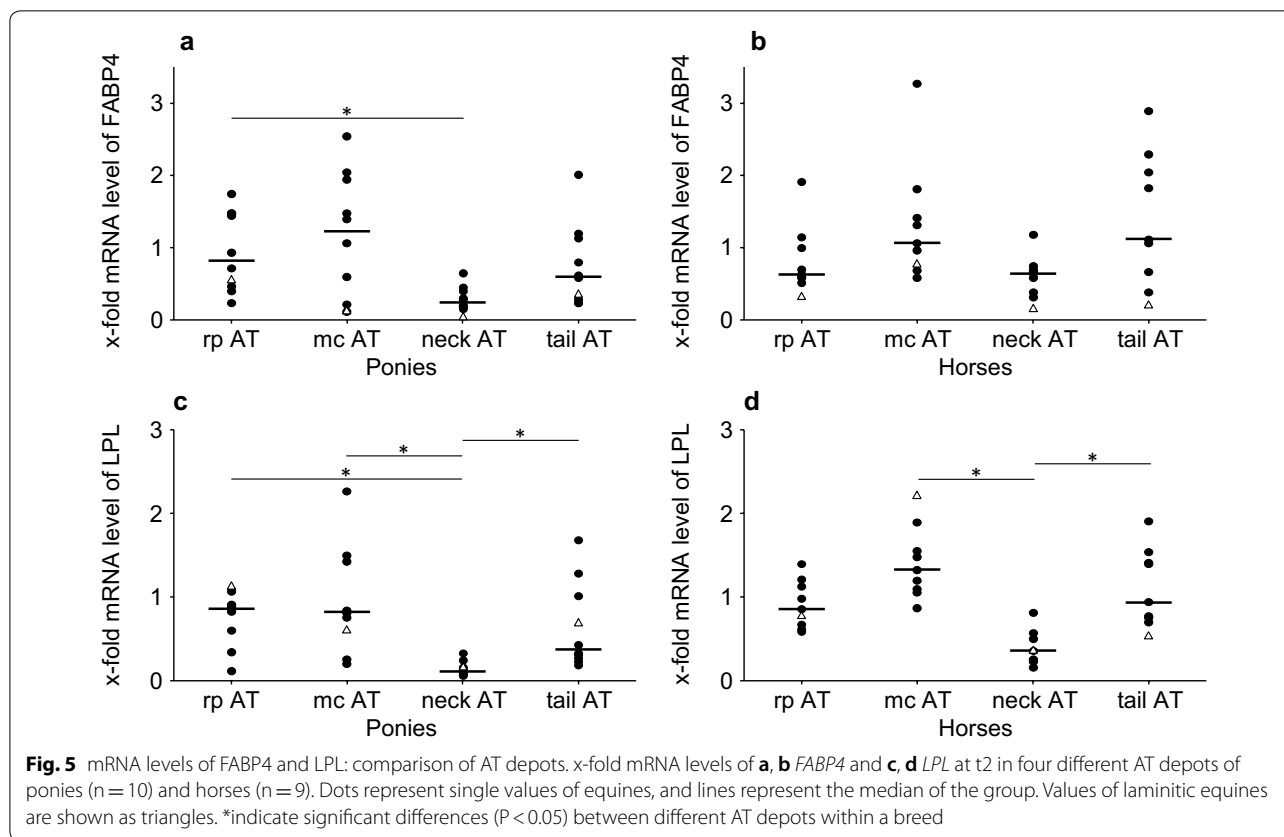 a
x-fold mRNA level of FABP4
3
2
1
0
*
rp AT mc AT neck AT tail AT
Ponies
b
x-fold mRNA level of FABP4
3
2
1
0
rp AT mc AT neck AT tail AT
Horses
c
x-fold mRNA level of LPL
3
2
1
0
*
*
*
rp AT mc AT neck AT tail AT
Ponies
d
x-fold mRNA level of LPL
3
2
1
0
*
*
rp AT mc AT neck AT tail AT
Horses
Fig. 5 mRNA levels of FABP4 and LPL: comparison of AT depots. x-fold mRNA levels of a, b FABP4 and c, d LPL at t2 in four different AT depots of
ponies (n = 10) and horses (n = 9). Dots represent single values of equines, and lines represent the median of the group. Values of laminitic equines
are shown as triangles. *indicate significant differences (P < 0.05) between different AT depots within a breed